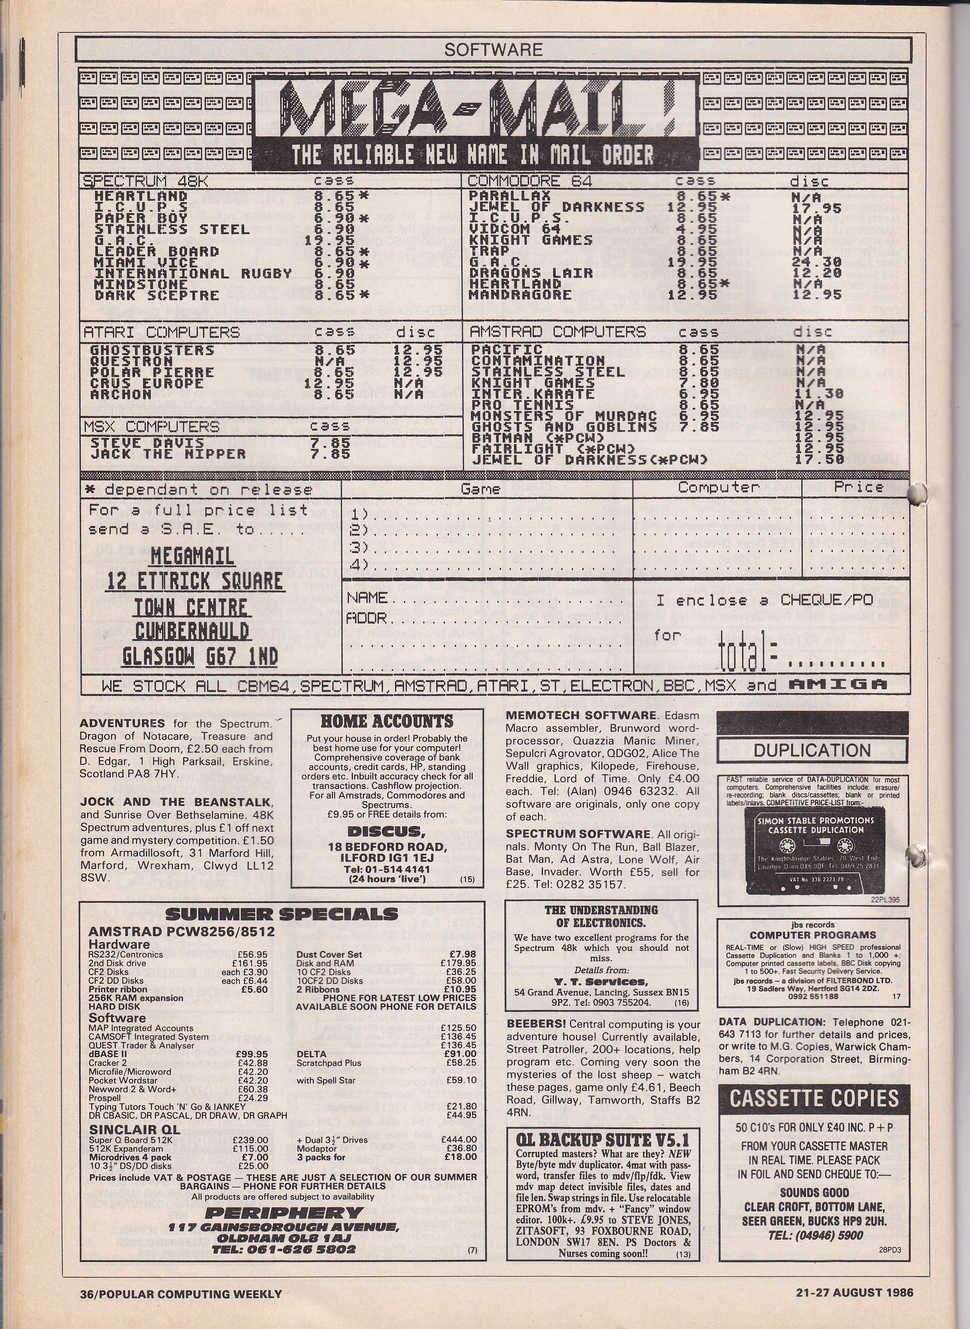 SOFTWARE
MEGA-MAIL!
THE RELIABLE NEW NAME IN MAIL ORDER
SPECTRUM 48K cass
HEARTLAND 8.65*
I.C.U.P.S 8.65
PAPER BOY 6.90*
STAINLESS STEEL 6.90
G.A.C. 19.95
LEADER BOARD 8.65*
MIAMI VICE 6.90*
INTERNATIONAL RUGBY 6.90
MINDSTONE 8.65
DARK SCEPTRE 8.65*
COMMODORE 64 cass disc
PARALLAX 8.65* N/A
JEWEL OF DARKNESS 12.95 17.95
I.C.U.P.S. 8.65 N/A
VIDCOM 64 4.95 N/A
KNIGHT GAMES 8.65 N/A
TRAP 8.65 N/A
G.A.C. 19.95 24.30
DRAGONS LAIR 8.65 12.20
HEARTLAND 8.65* N/A
MANDRAGORE 12.95 12.95
ATARI COMPUTERS cass disc
GHOSTBUSTERS 8.65 12.95
QUESTRON N/A 12.95
POLAR PIERRE 8.65 12.95
CRUS EUROPE 12.95 N/A
ARCHON 8.65 N/A
MSX COMPUTERS cass
STEVE DAVIS 7.85
JACK THE NIPPER 7.85
AMSTRAD COMPUTERS cass disc
PACIFIC 8.65 N/A
CONTAMINATION 8.65 N/A
STAINLESS STEEL 8.65 N/A
KNIGHT GAMES 7.80 N/A
INTER.KARATE 6.95 11.30
PRO TENNIS 8.65 N/A
MONSTERS OF MURDAC 6.95 12.95
GHOSTS AND GOBLINS 7.85 12.95
BATMAN (*PCW) 12.95
FAIRLIGHT (*PCW) 12.95
JEWEL OF DARKNESS(*PCW) 17.50
* dependant on release
For a full price list
send a S.A.E. to.....
MEGAMAIL
12 ETTRICK SQUARE
TOWN CENTRE
CUMBERNAULD
GLASGOW G67 1ND
Game Computer Price
1)
2)
3)
4)
NAME
ADDR
I enclose a CHEQUE/PO
for total=
WE STOCK ALL CBM64,SPECTRUM,AMSTRAD,ATARI,ST,ELECTRON,BBC,MSX and AMIGA
ADVENTURES for the Spectrum.
Dragon of Notacare, Treasure and
Rescue From Doom, £2.50 each from
D. Edgar, 1 High Parksail, Erskine,
Scotland PA8 7HY.
JOCK AND THE BEANSTALK,
and Sunrise Over Bethselamine. 48K
Spectrum adventures, plus £1 off next
game and mystery competition. £1.50
from Armadillosoft, 31 Marford Hill,
Marford, Wrexham, Clwyd LL12
8SW.
HOME ACCOUNTS
Put your house in order! Probably the
best home use for your computer!
Comprehensive coverage of bank
accounts, credit cards, HP, standing
orders etc. Inbuilt accuracy check for all
transactions. Cashflow projection.
For all Amstrads, Commodores and
Spectrums.
£9.95 or FREE details from:
DISCUS,
18 BEDFORD ROAD,
ILFORD IG1 1EJ
Tel: 01-514 4141
(24 hours 'live') (15)
SUMMER SPECIALS
AMSTRAD PCW8256/8512
Hardware
RS232/Centronics £56.95 Dust Cover Set £7.98
2nd Disk drive £161.95 Disk and RAM £179.95
CF2 Disks each £3.90 10 CF2 Disks £36.25
CF2 DD Disks each £6.44 10CF2 DD Disks £58.00
Printer ribbon £5.60 2 Ribbons £10.95
256K RAM expansion PHONE FOR LATEST LOW PRICES
HARD DISK AVAILABLE SOON PHONE FOR DETAILS
Software
MAP Integrated Accounts £125.50
CAMSOFT Integrated System £136.45
QUEST Trader & Analyser £136.45
dBASE II £99.95 DELTA £91.00
Cracker 2 £42.88 Scratchpad Plus £58.25
Microfile/Microword £42.20
Pocket Wordstar £42.20 with Spell Star £59.10
Newword 2 & Word+ £60.38
Prospell £24.29
Typing Tutors Touch 'N' Go & IANKEY £21.80
DR CBASIC, DR PASCAL, DR DRAW, DR GRAPH £44.95
SINCLAIR QL
Super Q Board 512K £239.00 + Dual 3½" Drives £444.00
512K Expanderam £115.00 Modaptor £36.80
Microdrives 4 pack £7.00 3 packs for £18.00
10 3½" DS/DD disks £25.00
Prices include VAT & POSTAGE — THESE ARE JUST A SELECTION OF OUR SUMMER
BARGAINS — PHONE FOR FURTHER DETAILS
All products are offered subject to availability
PERIPHERY
117 GAINSBOROUGH AVENUE,
OLDHAM OL8 1AJ
TEL: 061-626 5802 (7)
MEMOTECH SOFTWARE. Edasm
Macro assembler, Brunword word-
processor, Quazzia Manic Miner,
Sepulcri Agrovator, QDG02, Alice The
Wall graphics, Kilopede, Firehouse,
Freddie, Lord of Time. Only £4.00
each. Tel: (Alan) 0946 63232. All
software are originals, only one copy
of each.
SPECTRUM SOFTWARE. All origi-
nals. Monty On The Run, Ball Blazer,
Bat Man, Ad Astra, Lone Wolf, Air
Base, Invader. Worth £55, sell for
£25. Tel: 0282 35157.
THE UNDERSTANDING
OF ELECTRONICS.
We have two excellent programs for the
Spectrum 48k which you should not
miss.
Details from:
Y. T. Services,
54 Grand Avenue, Lancing, Sussex BN15
9PZ. Tel: 0903 755204. (16)
BEEBERS! Central computing is your
adventure house! Currently available,
Street Patroller, 200+ locations, help
program etc. Coming very soon the
mysteries of the lost sheep — watch
these pages, game only £4.61, Beech
Road, Gillway, Tamworth, Staffs B2
4RN.
QL BACKUP SUITE V5.1
Corrupted masters? What are they? NEW
Byte/byte mdv duplicator. 4mat with pass-
word, transfer files to mdv/flp/fdk. View
mdv map detect invisible files, dates and
file len. Swap strings in file. Use relocatable
EPROM's from mdv. + "Fancy" window
editor. 100k+. £9.95 to STEVE JONES,
ZITASOFT, 93 FOXBOURNE ROAD,
LONDON SW17 8EN. PS Doctors &
Nurses coming soon!! (13)
DUPLICATION
FAST reliable service of DATA-DUPLICATION for most
computers. Comprehensive facilities include: erasure/
re-recording; blank discs/cassettes; blank or printed
labels/inlays. COMPETITIVE PRICE-LIST from:-
SIMON STABLE PROMOTIONS
CASSETTE DUPLICATION
22PL395
jbs records
COMPUTER PROGRAMS
REAL-TIME or (Slow) HIGH SPEED professional
Cassette Duplication and Blanks 1 to 1,000 +:
Computer printed cassette labels, BBC Disk copying
1 to 500+. Fast Security Delivery Service.
jbs records – a division of FILTERBOND LTD.
19 Sadlers Way, Hertford SG14 2DZ.
0992 551188 17
DATA DUPLICATION: Telephone 021-
643 7113 for further details and prices,
or write to M.G. Copies, Warwick Cham-
bers, 14 Corporation Street, Birming-
ham B2 4RN.
CASSETTE COPIES
50 C10's FOR ONLY £40 INC. P + P
FROM YOUR CASSETTE MASTER
IN REAL TIME. PLEASE PACK
IN FOIL AND SEND CHEQUE TO:—
SOUNDS GOOD
CLEAR CROFT, BOTTOM LANE,
SEER GREEN, BUCKS HP9 2UH.
TEL: (04946) 5900
28PD3
36/POPULAR COMPUTING WEEKLY
21-27 AUGUST 1986